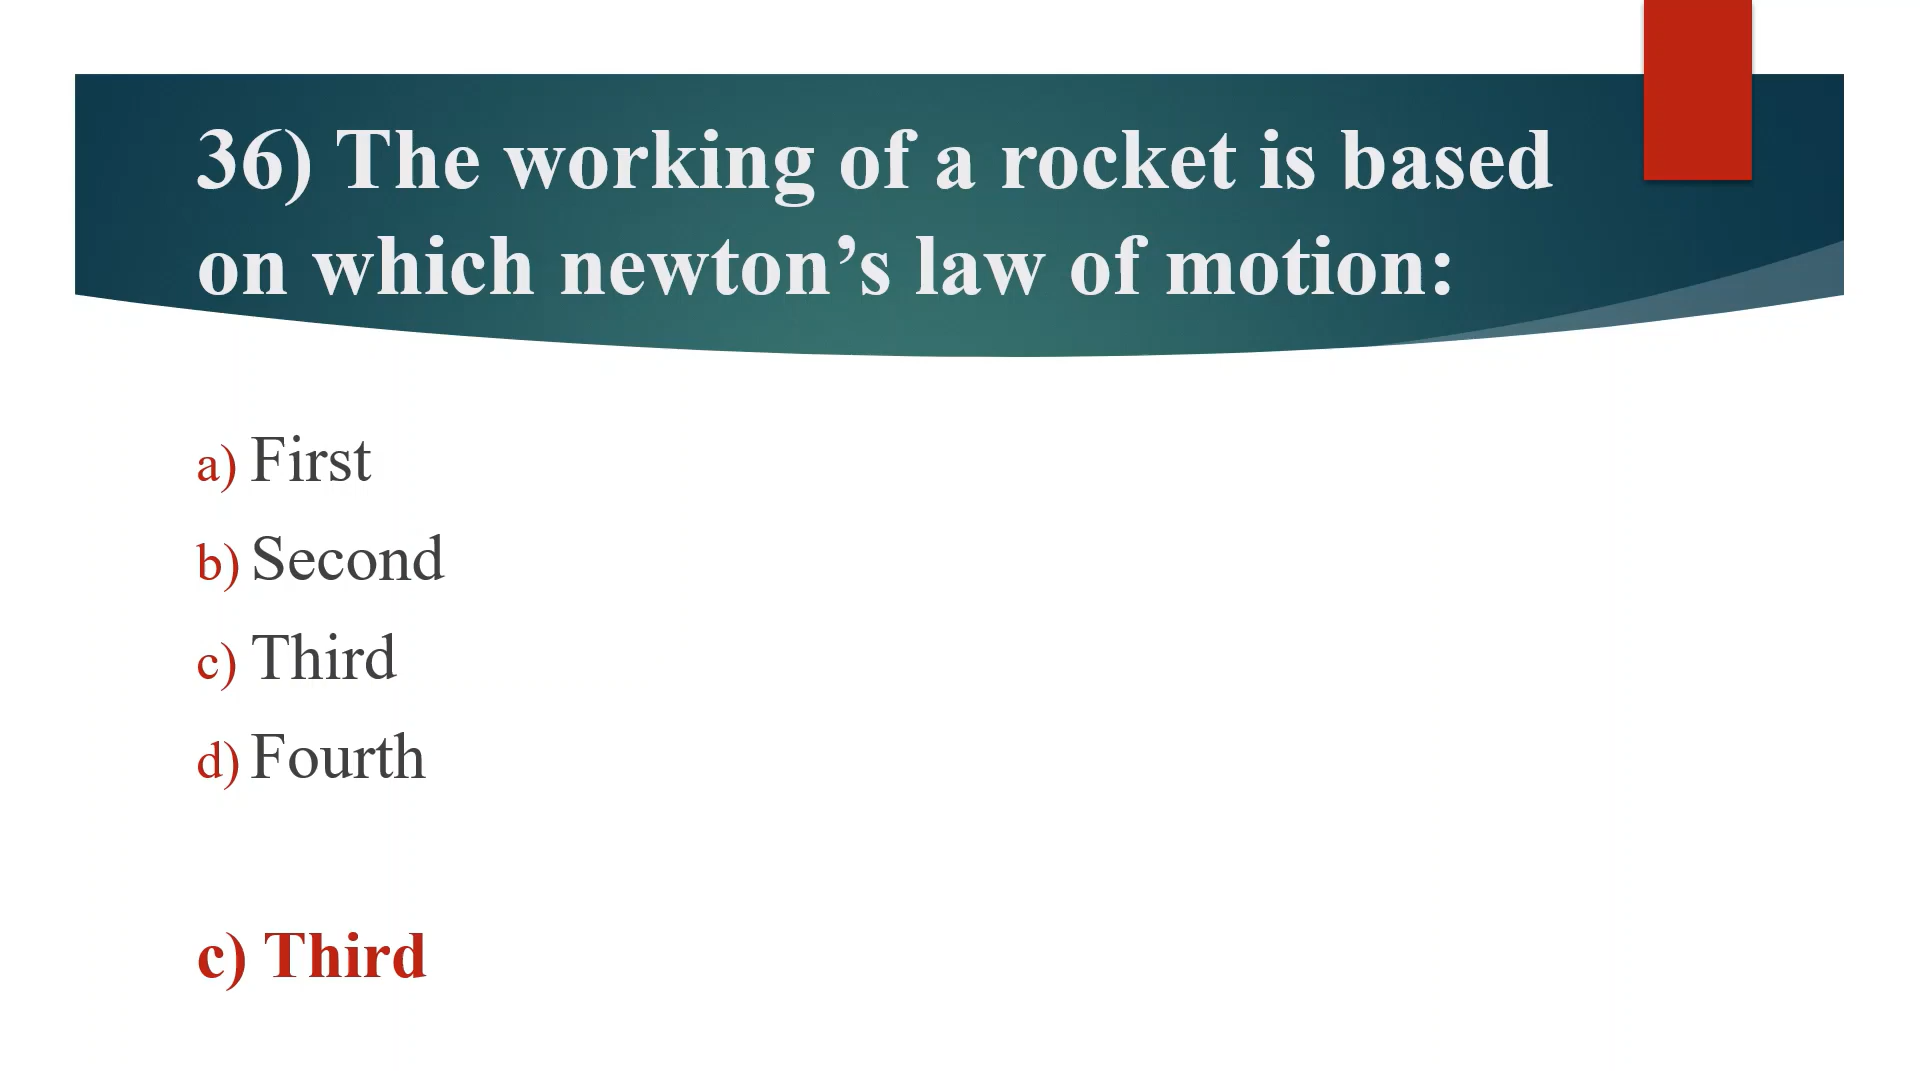 36) The working of a rocket is based
on which newton’s law of motion:
a) First
b) Second
c) Third
d) Fourth
c) Third